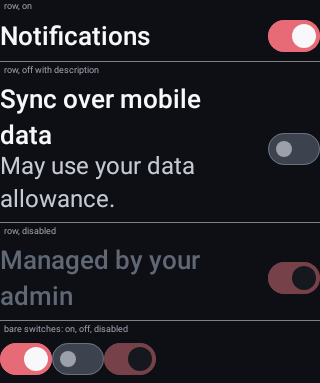 row, on
Notifications
row, off with description
Sync over mobile
data
May use your data
allowance.
row, disabled
Managed by your
admin
bare switches: on, off, disabled